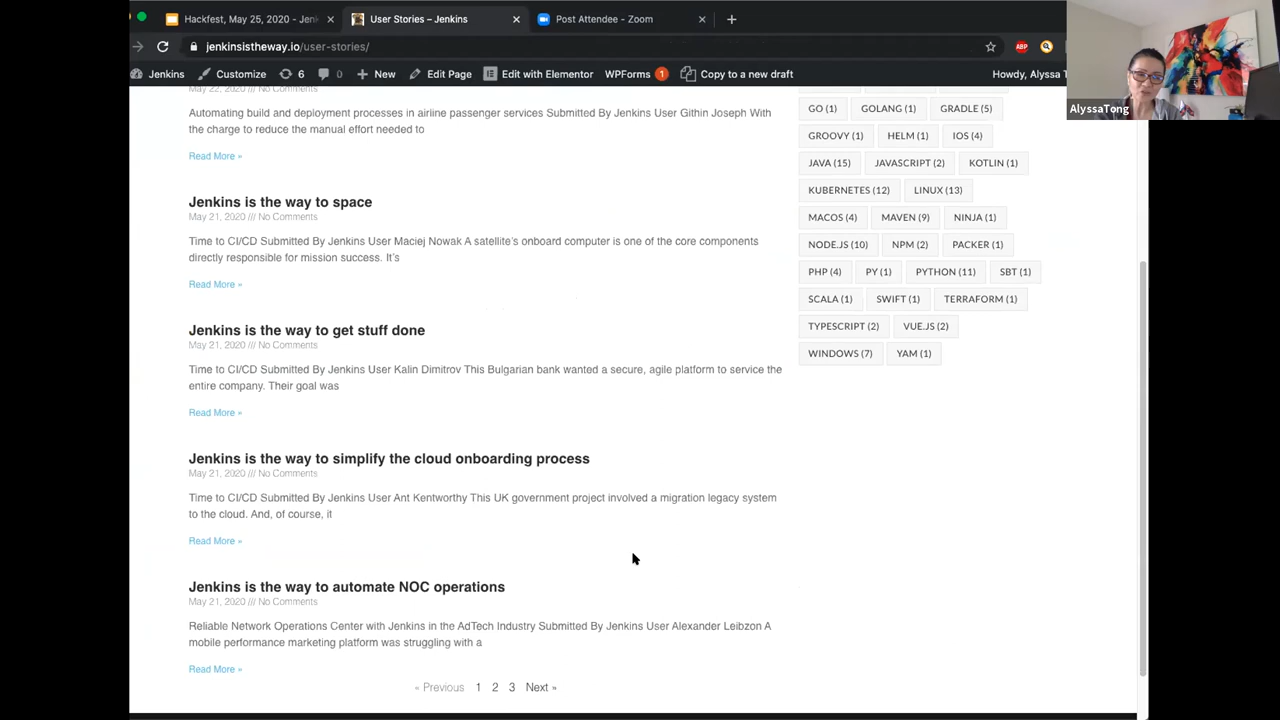 Hackfest, May 25, 2020 - Jenk
User Stories – Jenkins
Post Attendee - Zoom
jenkinsistheway.io/user-stories/
ABP
Jenkins
Customize
6
0
New
Edit Page
Edit with Elementor
WPForms 1
Copy to a new draft
Howdy, Alyssa T
AlyssaTong
May 22, 2020 /// No Comments
Automating build and deployment processes in airline passenger services Submitted By Jenkins User Githin Joseph With
the charge to reduce the manual effort needed to
Read More »
Jenkins is the way to space
May 21, 2020 /// No Comments
Time to CI/CD Submitted By Jenkins User Maciej Nowak A satellite's onboard computer is one of the core components
directly responsible for mission success. It's
Read More »
Jenkins is the way to get stuff done
May 21, 2020 /// No Comments
Time to CI/CD Submitted By Jenkins User Kalin Dimitrov This Bulgarian bank wanted a secure, agile platform to service the
entire company. Their goal was
Read More »
Jenkins is the way to simplify the cloud onboarding process
May 21, 2020 /// No Comments
Time to CI/CD Submitted By Jenkins User Ant Kentworthy This UK government project involved a migration legacy system
to the cloud. And, of course, it
Read More »
Jenkins is the way to automate NOC operations
May 21, 2020 /// No Comments
Reliable Network Operations Center with Jenkins in the AdTech Industry Submitted By Jenkins User Alexander Leibzon A
mobile performance marketing platform was struggling with a
Read More »
« Previous 1 2 3 Next »
GO (1) GOLANG (1) GRADLE (5)
GROOVY (1) HELM (1) IOS (4)
JAVA (15) JAVASCRIPT (2) KOTLIN (1)
KUBERNETES (12) LINUX (13)
MACOS (4) MAVEN (9) NINJA (1)
NODE.JS (10) NPM (2) PACKER (1)
PHP (4) PY (1) PYTHON (11) SBT (1)
SCALA (1) SWIFT (1) TERRAFORM (1)
TYPESCRIPT (2) VUE.JS (2)
WINDOWS (7) YAM (1)